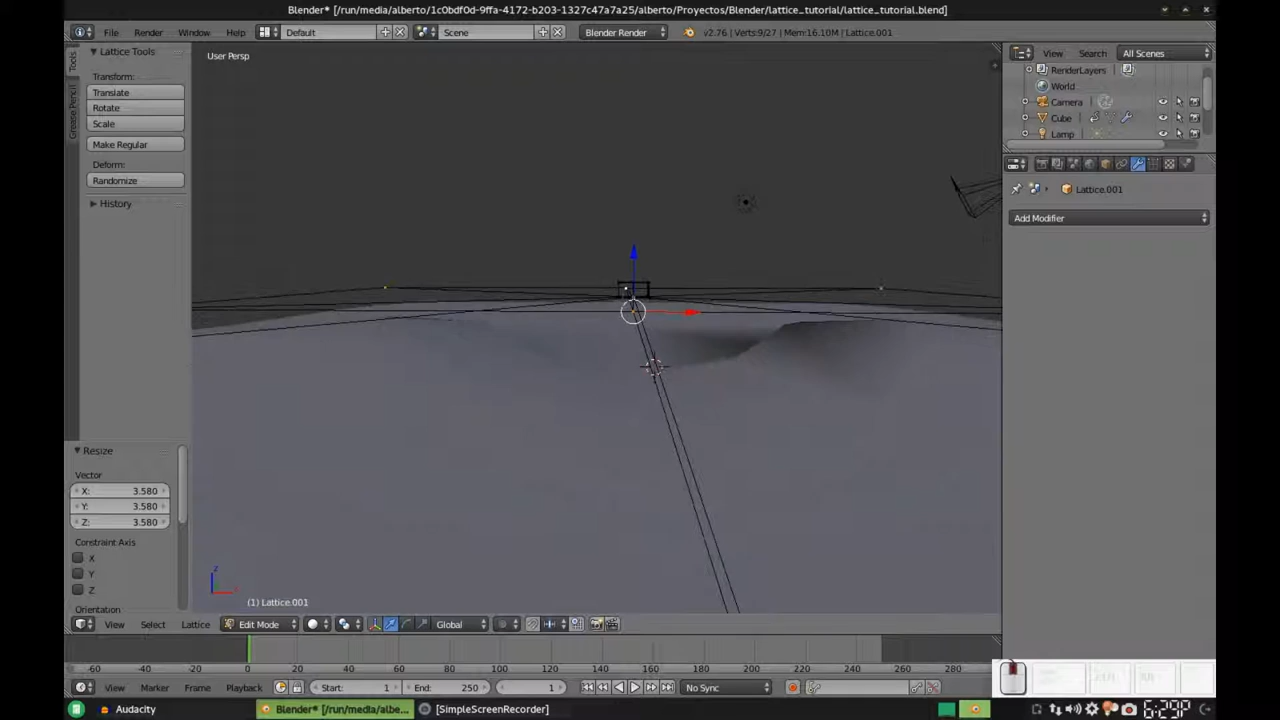 Blender* [/run/media/alberto/1c0bdf0d-9ffa-4172-b203-1327c47a7a25/alberto/Proyectos/Blender/lattice_tutorial/lattice_tutorial.blend]
File Render Window Help Default Scene Blender Render v2.76 | Verts:9/27 | Mem:16.10M | Lattice.001
Tools
Grease Pencil
Lattice Tools
Transform:
Translate
Rotate
Scale
Make Regular
Deform:
Randomize
History
User Persp
View Search All Scenes
RenderLayers
World
Camera
Cube
Lamp
Lattice.001
Add Modifier
Resize
Vector
X: 3.580
Y: 3.580
Z: 3.580
Constraint Axis
X
Y
Z
Orientation
z
(1) Lattice.001
View Select Lattice Edit Mode Global
-60 -40 -20 0 20 40 60 80 100 120 140 160 180 200 220 240 260 280
View Marker Frame Playback Start: 1 End: 250 1 No Sync
Audacity Blender* [/run/media/albe... [SimpleScreenRecorder]